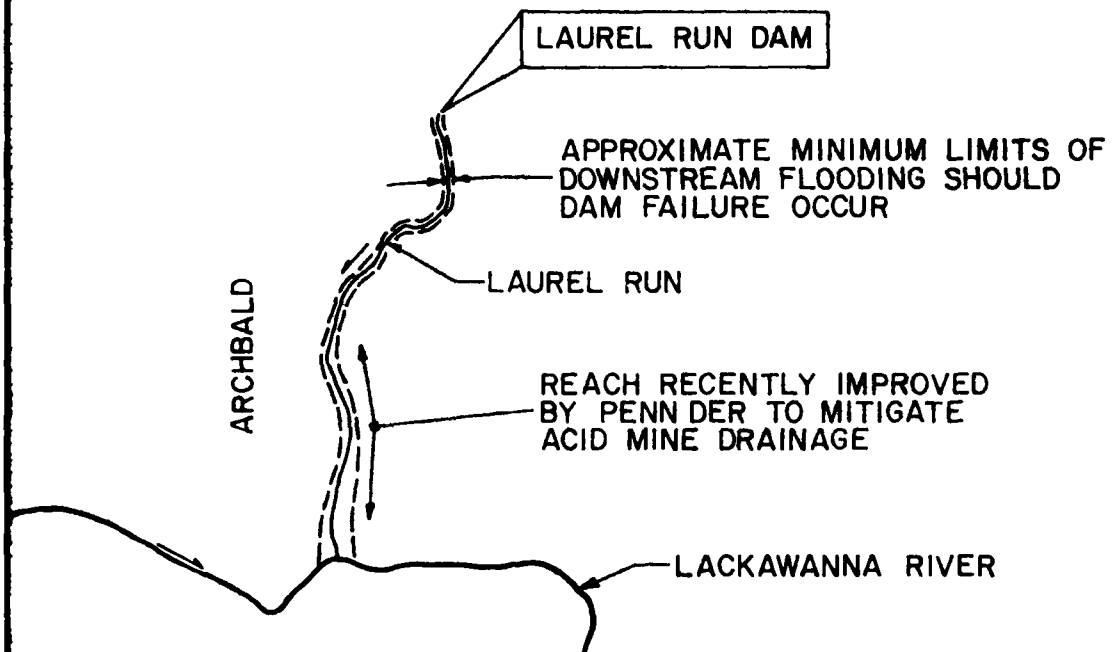 LAUREL RUN DAM
APPROXIMATE MINIMUM LIMITS OF
DOWNSTREAM FLOODING SHOULD
DAM FAILURE OCCUR
LAUREL RUN
ARCHBALD
REACH RECENTLY IMPROVED
BY PENN DER TO MITIGATE
ACID MINE DRAINAGE
LACKAWANNA RIVER